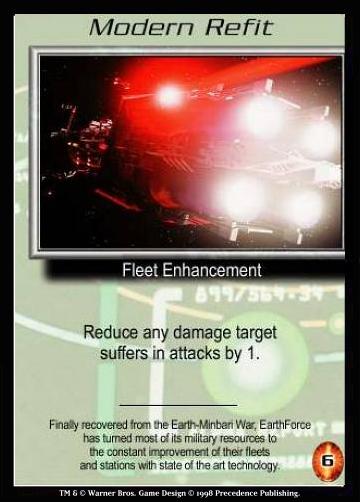 Modern Refit
Fleet Enhancement
899/564·34
Reduce any damage target
suffers in attacks by 1.
Finally recovered from the Earth-Minbari War, EarthForce
has turned most of its military resources to
the constant improvement of their fleets
and stations with state of the art technology.
6
TM & © Warner Bros. Game Design © 1998 Precedence Publishing.